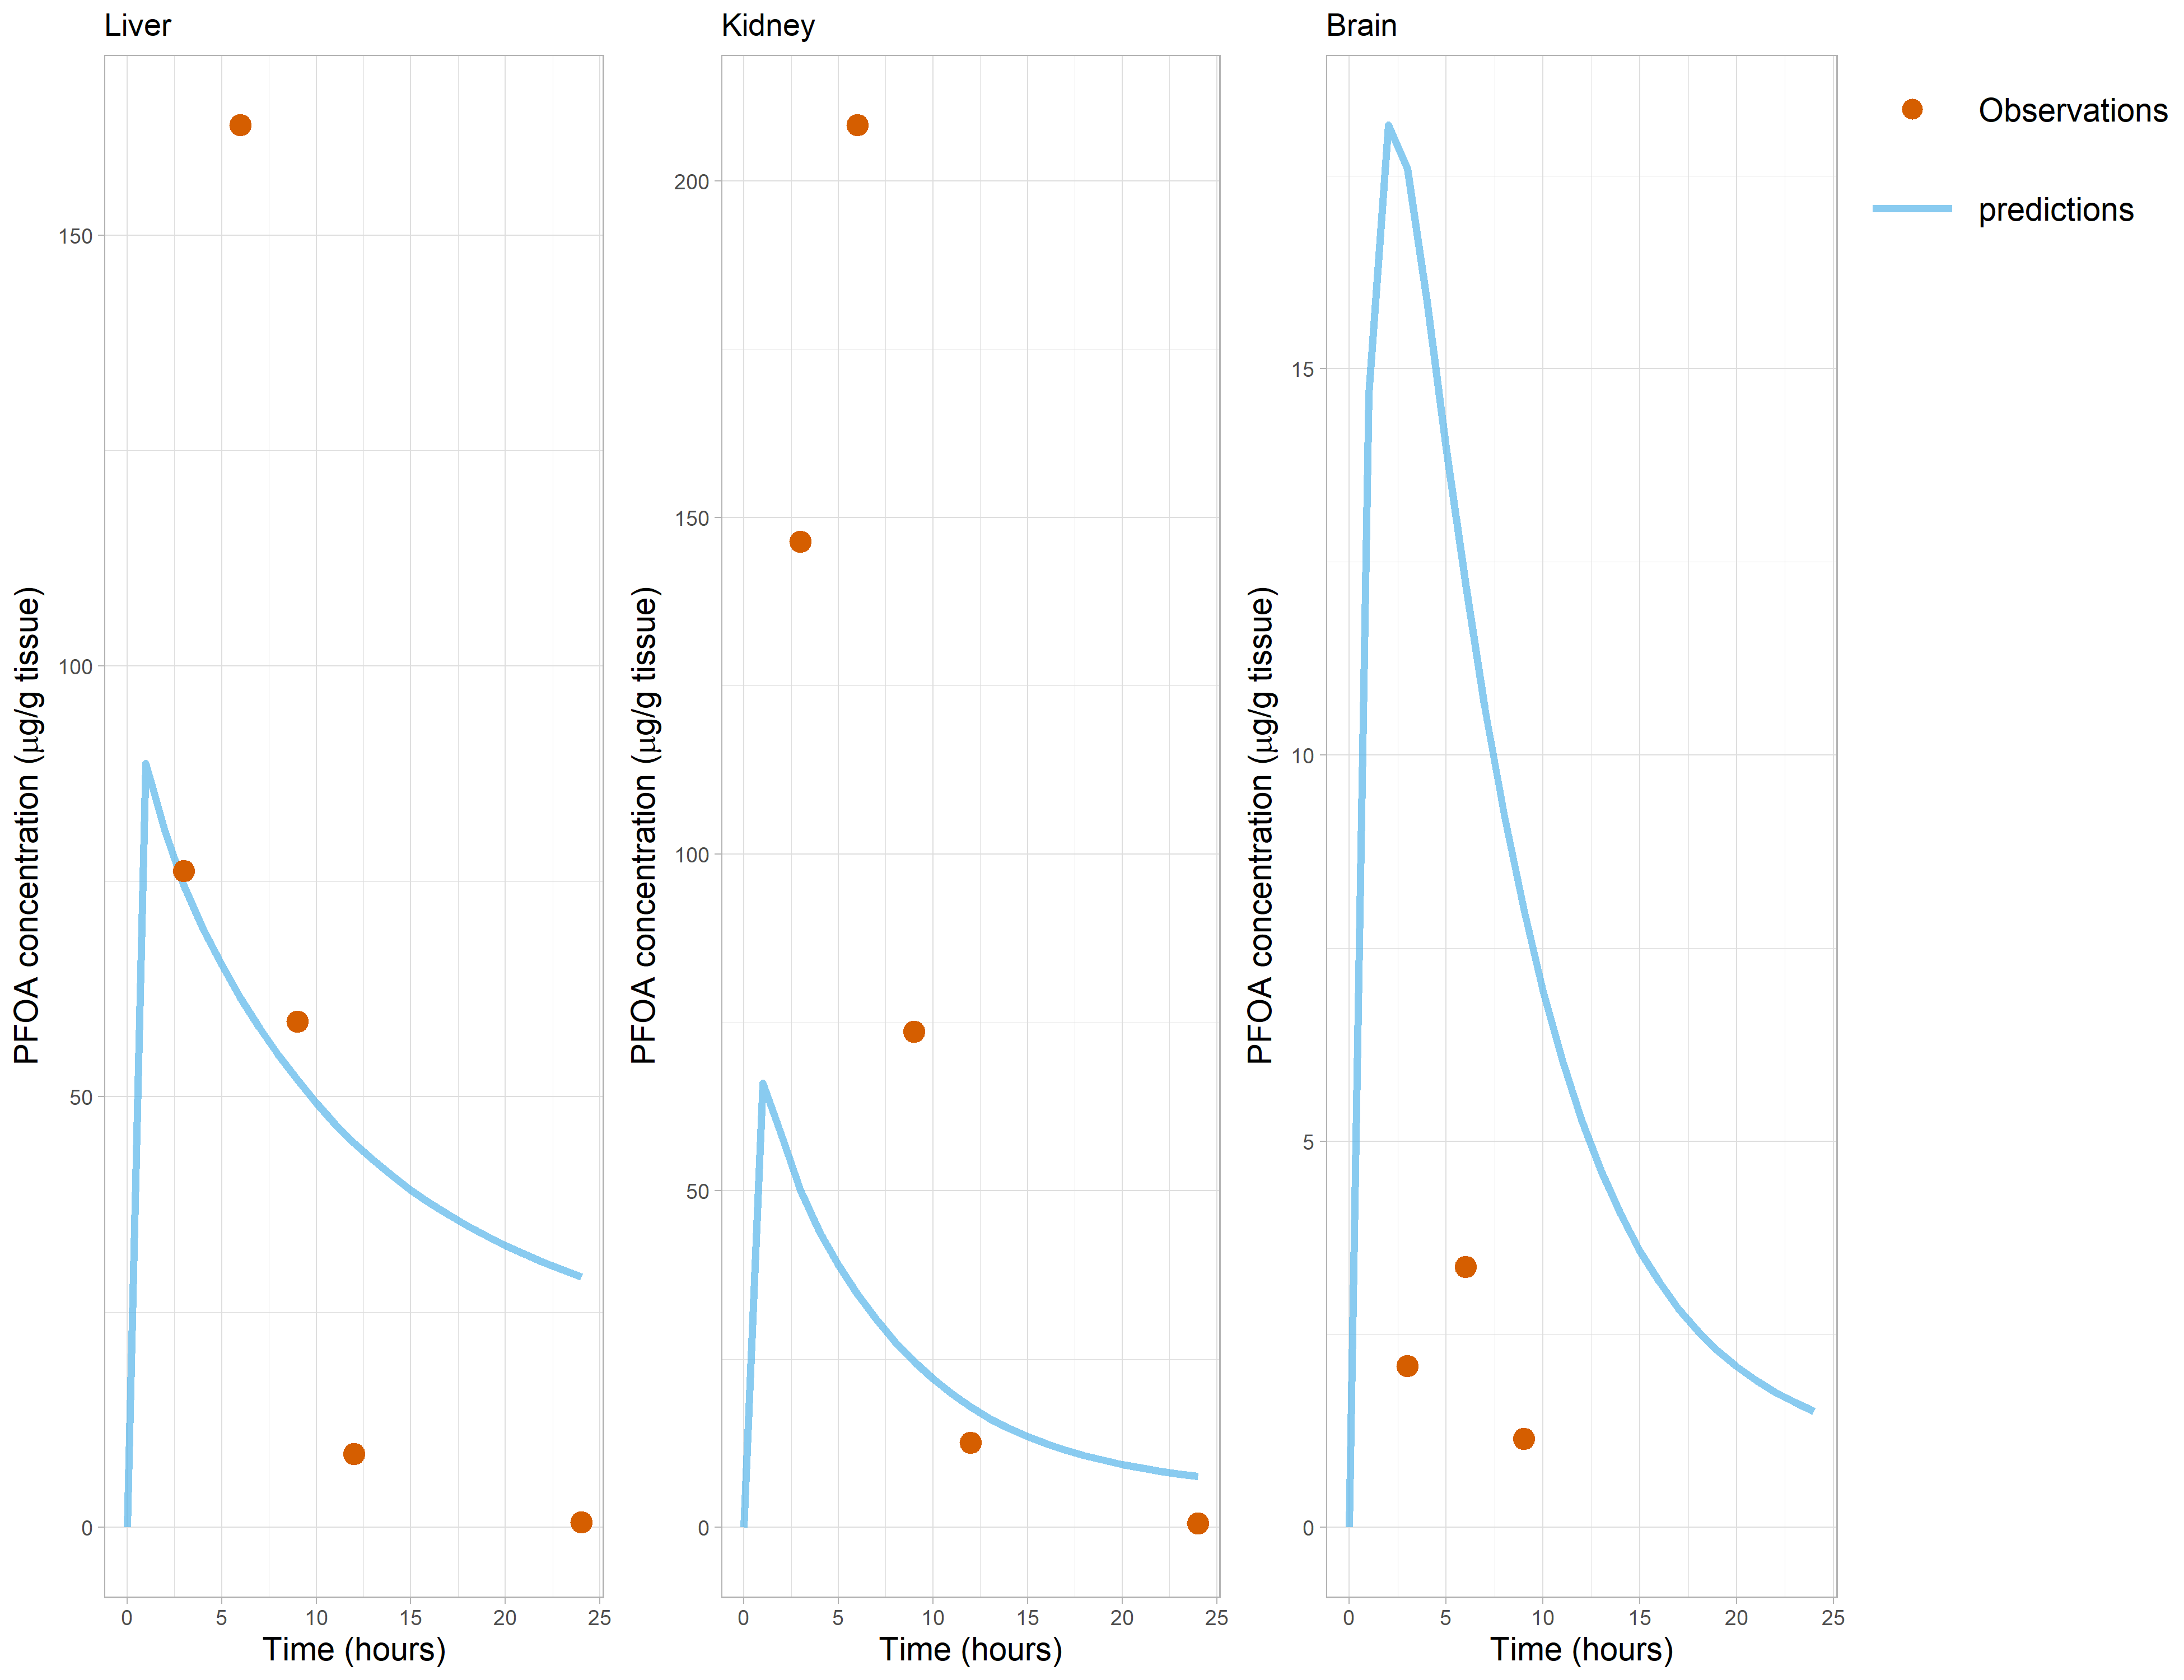 Liver
Kidney
Brain
Observations
predictions
PFOA concentration (μg/g tissue)
150
100
50
0
0 5 10 15 20 25
Time (hours)
PFOA concentration (μg/g tissue)
200
150
100
50
0
0 5 10 15 20 25
Time (hours)
PFOA concentration (μg/g tissue)
15
10
5
0
0 5 10 15 20 25
Time (hours)